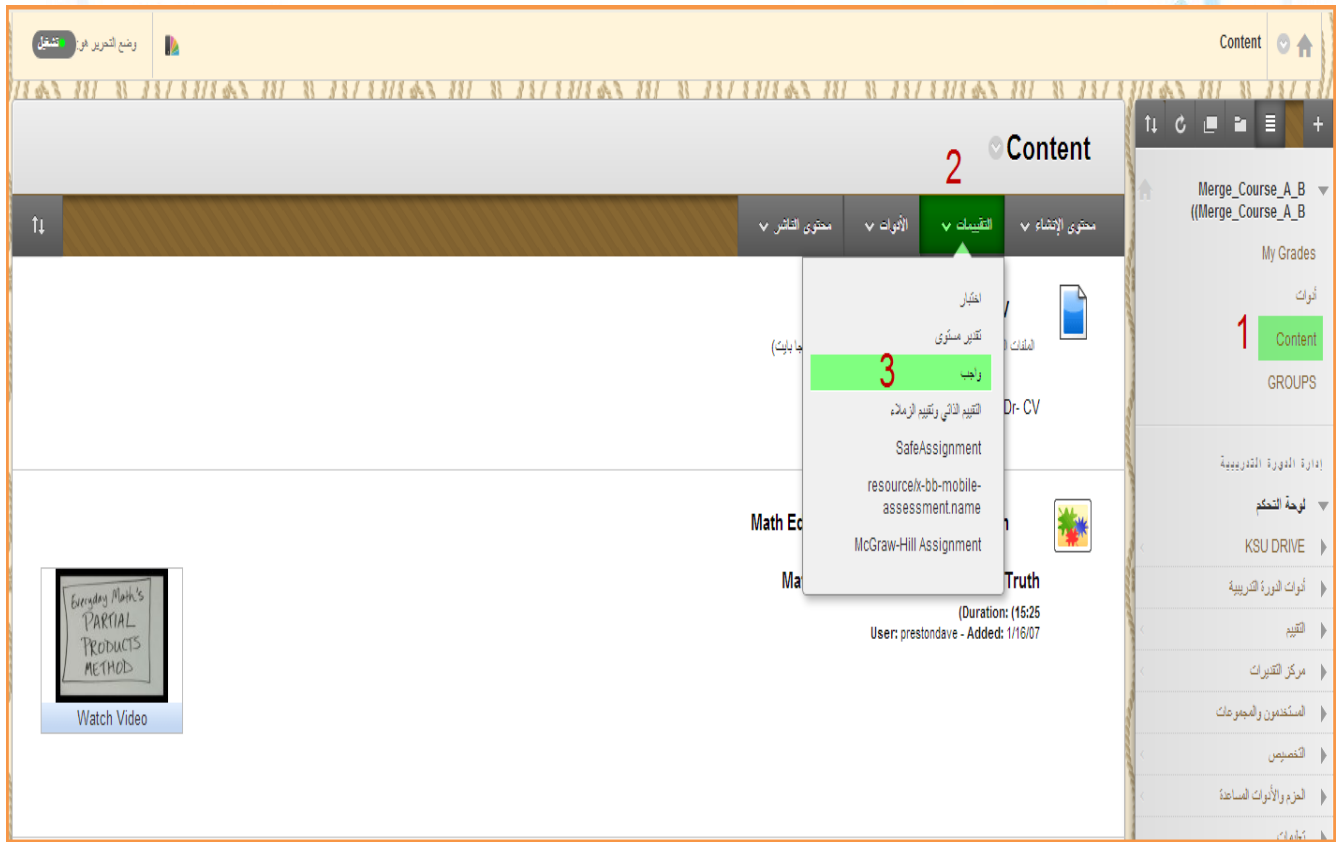 Content
وضع التحرير هو: تشغيل
Merge_Course_A_B
((Merge_Course_A_B
My Grades
أدوات
1
Content
GROUPS
إدارة الدورة التدريبية
لوحة التحكم
KSU DRIVE
أدوات الدورة التدريبية
التقييم
مركز التقديرات
المستخدمون والمجموعات
التخصيص
الحزم والأدوات المساعدة
تعليمات
Content
2
محتوى الإنشاء
التقييمات
الأدوات
محتوى الناشر
اختبار
تقدير مستوى
واجب
3
التقييم الذاتي وتقييم الزملاء
SafeAssignment
resource/x-bb-mobile-
assessment.name
McGraw-Hill Assignment
الملفات
جا بايت)
Dr- CV
Math
Truth
(Duration: (15:25
User: prestondave - Added: 1/16/07
Everyday Math's
PARTIAL
PRODUCTS
METHOD
Watch Video